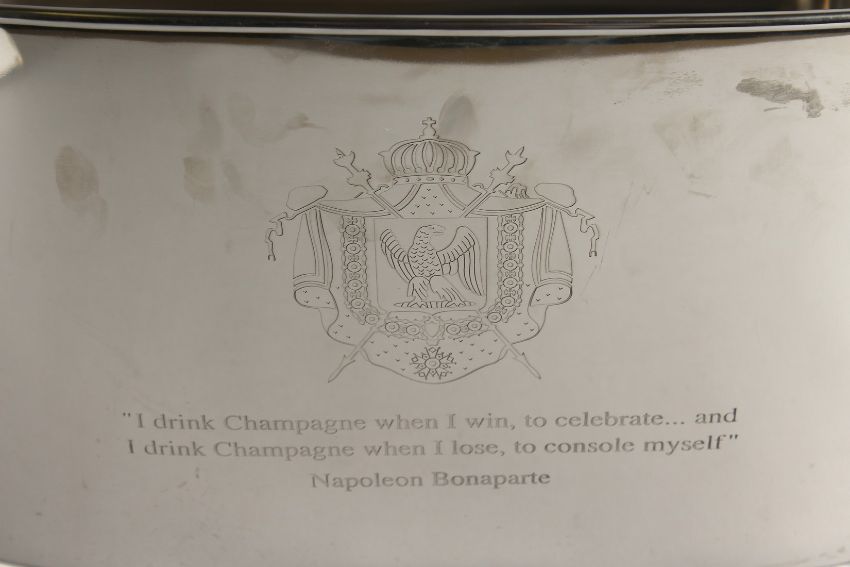 "I drink Champagne when I win, to celebrate... and
I drink Champagne when I lose, to console myself"
Napoleon Bonaparte